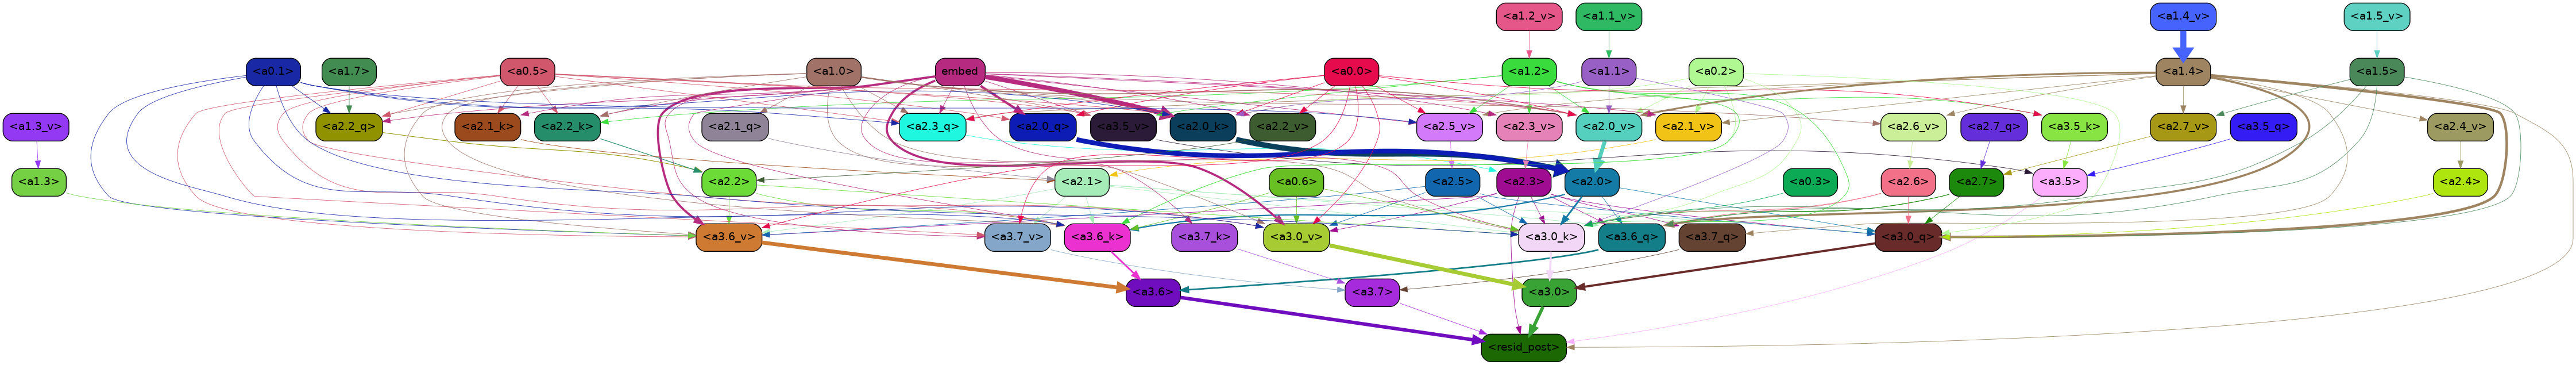 <a1.2_v> <a1.1_v> <a1.4_v> <a1.5_v>
<a0.1> <a1.7> <a0.5> <a1.0> embed <a0.0> <a1.2> <a1.1> <a0.2> <a1.4> <a1.5>
<a1.3_v> <a2.2_q> <a2.1_k> <a2.2_k> <a2.1_q> <a2.3_q> <a2.0_q> <a3.5_v> <a2.0_k> <a2.2_v> <a2.5_v> <a2.3_v> <a2.0_v> <a2.1_v> <a2.6_v> <a2.7_q> <a3.5_k> <a2.7_v> <a3.5_q> <a2.4_v>
<a1.3> <a2.2> <a2.1> <a0.6> <a2.5> <a2.3> <a2.0> <a0.3> <a2.6> <a2.7> <a3.5> <a2.4>
<a3.6_v> <a3.7_v> <a3.6_k> <a3.7_k> <a3.0_v> <a3.0_k> <a3.6_q> <a3.7_q> <a3.0_q>
<a3.6> <a3.7> <a3.0>
<resid_post>